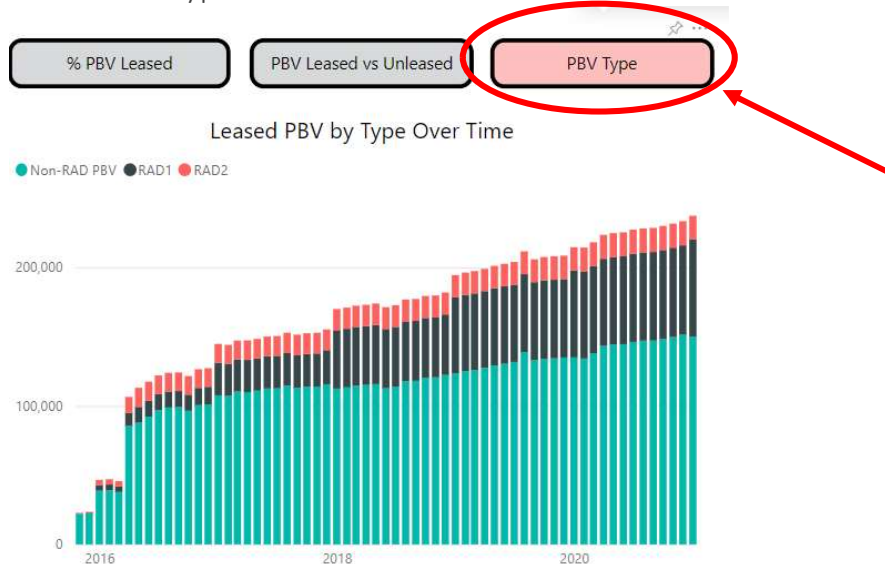 % PBV Leased
PBV Leased vs Unleased
PBV Type
Leased PBV by Type Over Time
Non-RAD PBV RAD1 RAD2
200,000
100,000
0
2016 2018 2020